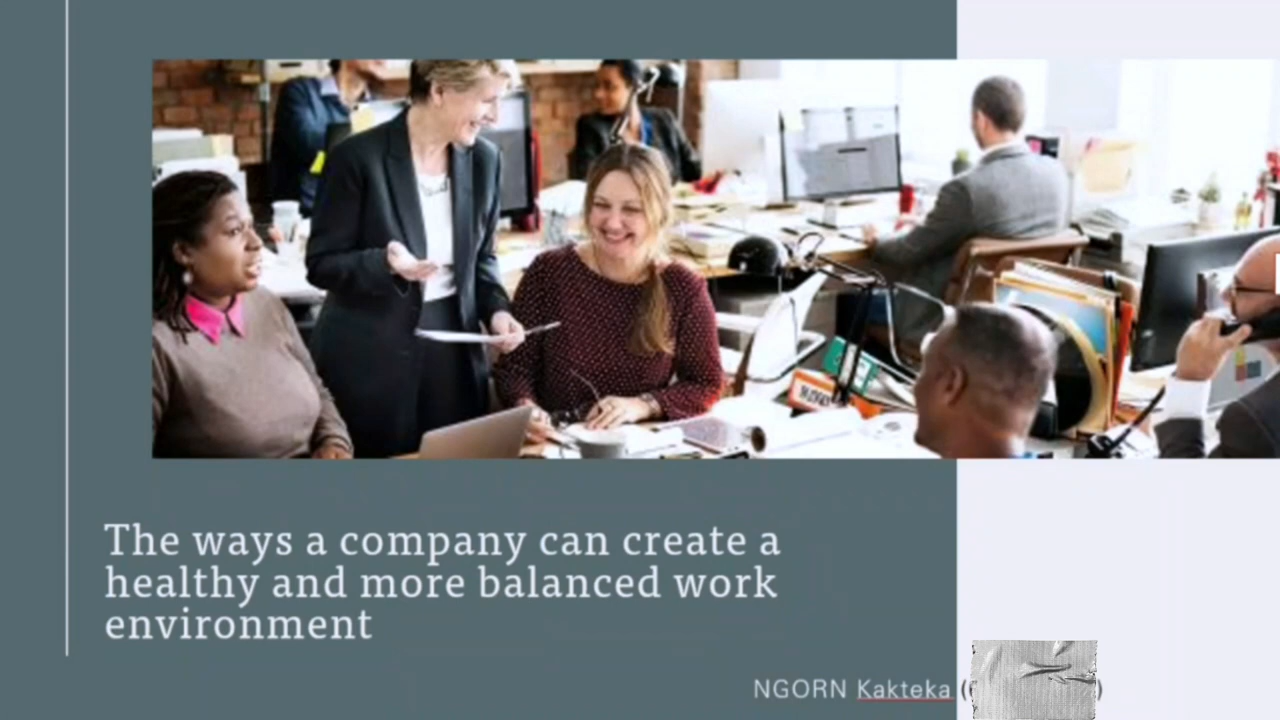 The ways a company can create a
healthy and more balanced work
environment
NGORN Kakteka (